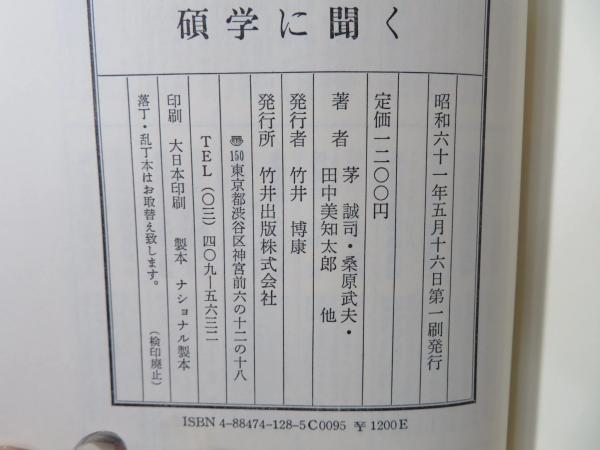 碩学に聞く
昭和六十一年五月十六日第一刷発行
定価一二〇〇円
著者 茅 誠司・桑原武夫・
田中美知太郎 他
発行者 竹井 博康
発行所 竹井出版株式会社
〠150東京都渋谷区神宮前六の十二の十八
TEL(〇三)四〇九―五六三二
印刷 大日本印刷 製本 ナショナル製本
落丁・乱丁本はお取替え致します。
(検印廃止)
ISBN 4-88474-128-5 C0095 ¥1200E